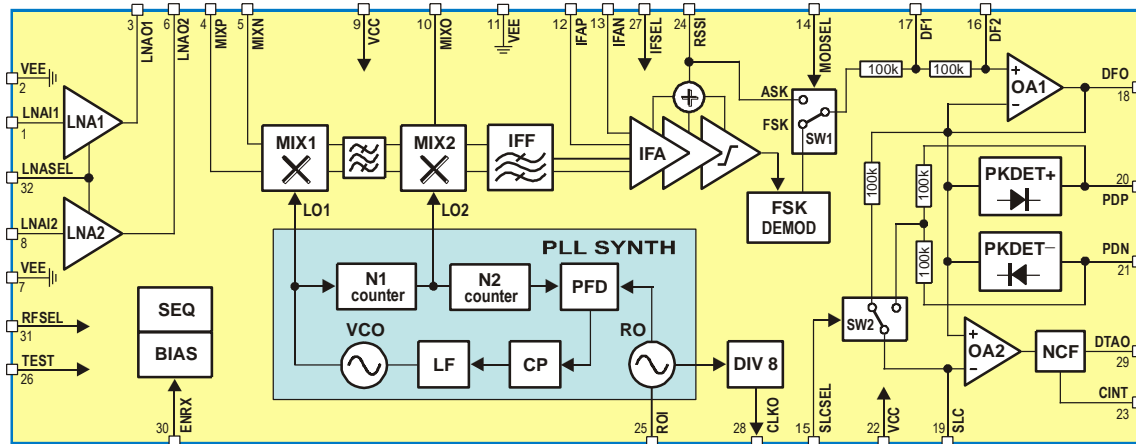 4 6 4 5 9 10 11 12 13 27 24 14 17 16
LNAO1
LNAO2
MIXP
MIXN
VCC
MIXO
VEE
IFAP
IFAN
IFSEL
RSSI
MODSEL
DF1
DF2
VEE
2
LNAI1
1
LNASEL
32
LNAI2
8
VEE
7
RFSEL
31
TEST
26
LNA1
LNA2
MIX1
MIX2
IFF
IFA
+
ASK
FSK
SW1
FSK
DEMOD
LO1
LO2
100k
100k
+
−
OA1
DFO
18
100k
100k
100k
PKDET+
20
PDP
PKDET−
PDN
21
PLL SYNTH
N1
counter
N2
counter
PFD
VCO
LF
CP
RO
DIV 8
SEQ
BIAS
SW2
+
−
OA2
NCF
DTAO
29
CINT
23
30
ENRX
25
ROI
28
CLKO
15
SLCSEL
22
VCC
19
SLC